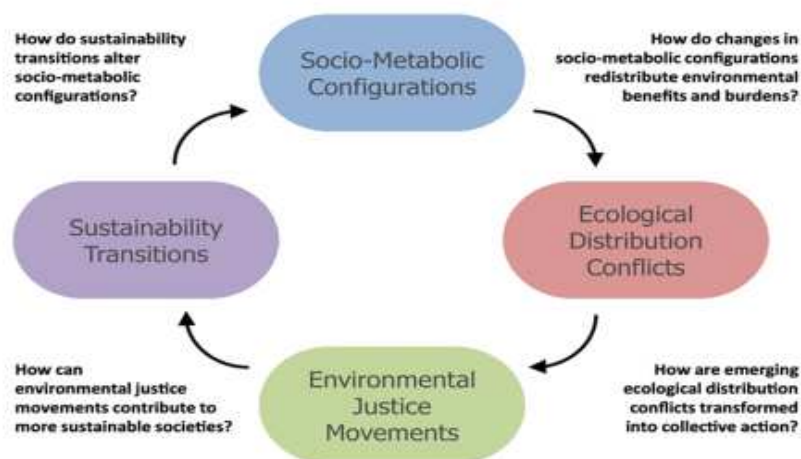 How do sustainability
transitions alter
socio-metabolic
configurations?
Socio-Metabolic
Configurations
How do changes in
socio-metabolic configurations
redistribute environmental
benefits and burdens?
Sustainability
Transitions
Ecological
Distribution
Conflicts
How can
environmental justice
movements contribute to
more sustainable societies?
Environmental
Justice
Movements
How are emerging
ecological distribution
conflicts transformed
into collective action?